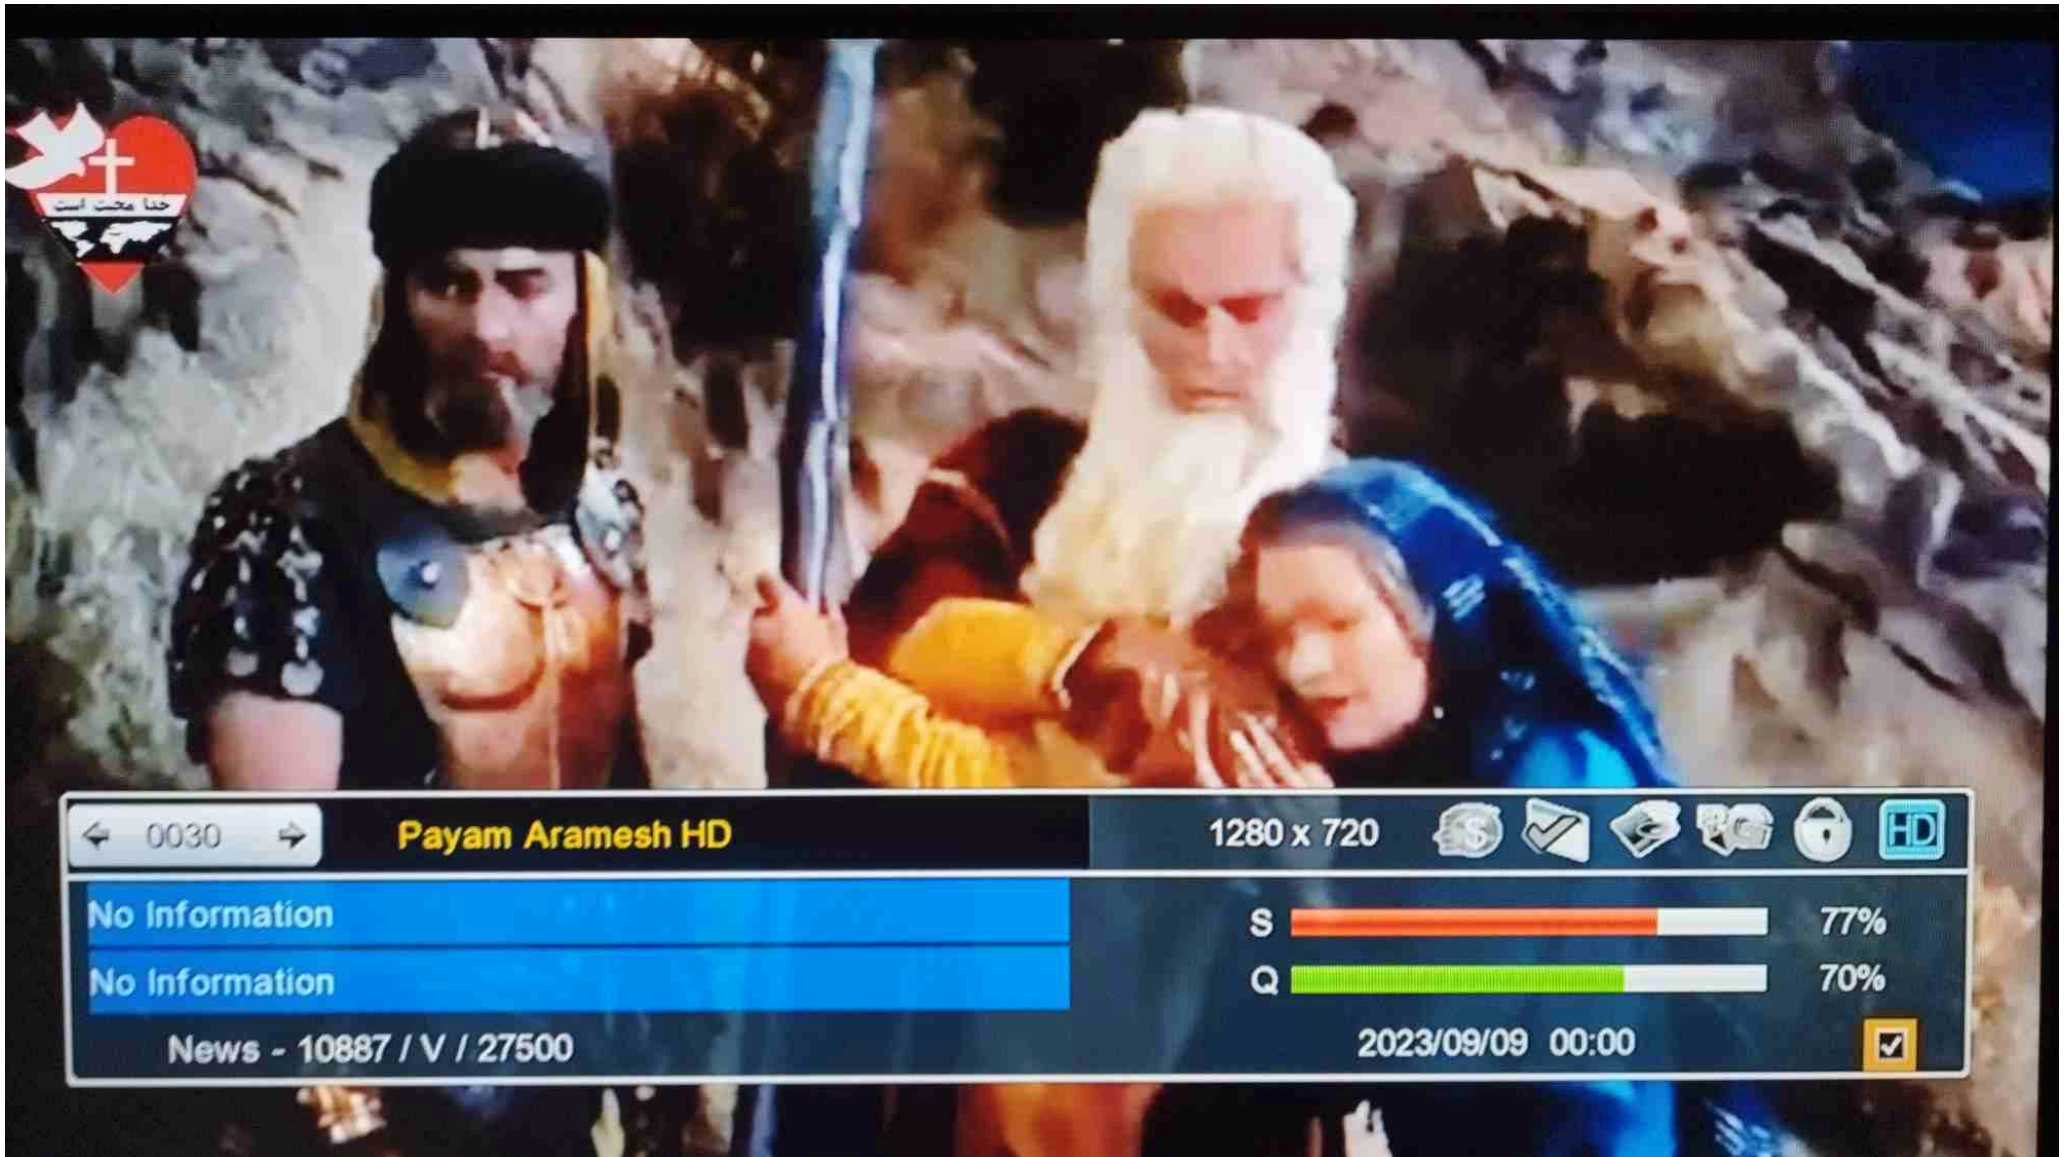 خدا محبت است
0030 Payam Aramesh HD 1280 x 720 HD
No Information S 77%
No Information Q 70%
News - 10887 / V / 27500 2023/09/09 00:00